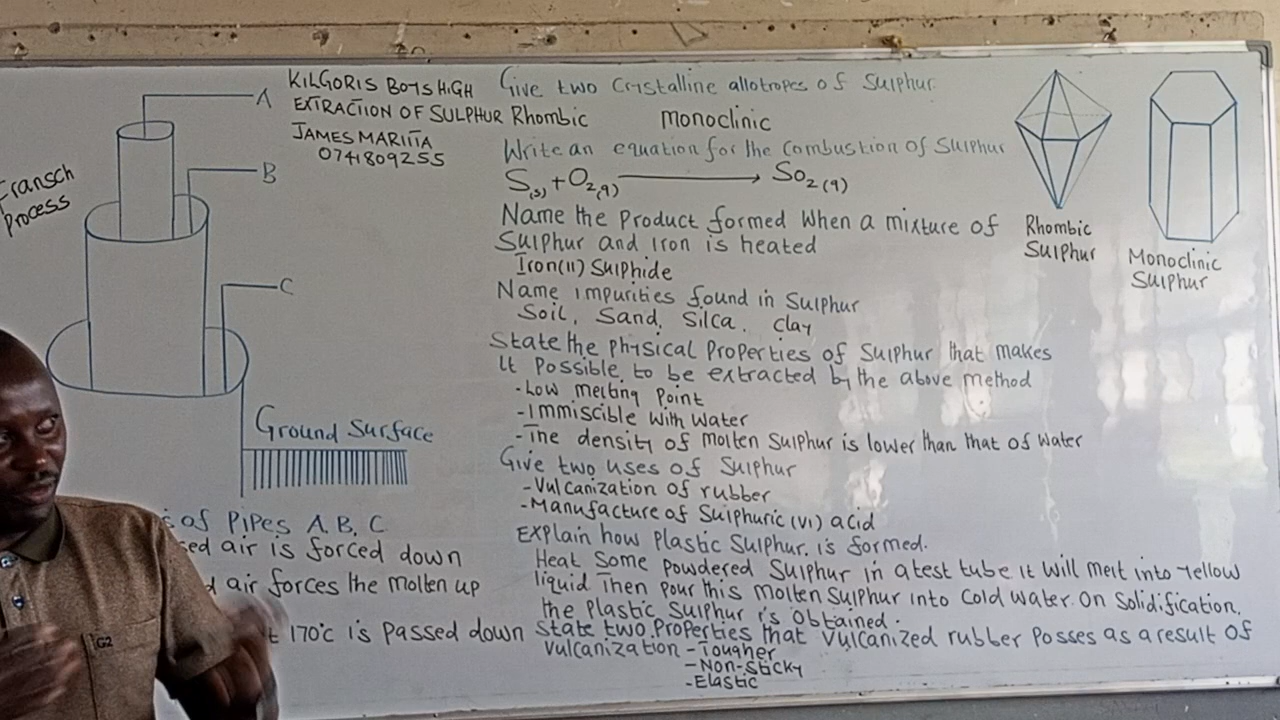 KILGORIS BOYS HIGH
EXTRACTION OF SULPHUR
JAMES MARITA
0741809255
A
B
C
Fransch
Process
Ground Surface
of Pipes A, B, C
sed air is forced down
d air forces the molten up
t 170°C is passed down
Give two Crystalline allotropes of Sulphur.
Rhombic monoclinic
Write an equation for the Combustion of Sulphur
S(s) + O2(g) ⟶ SO2(g)
Name the Product formed When a mixture of
Sulphur and Iron is heated
Iron(II) Sulphide
Name impurities found in Sulphur
Soil, Sand, Silca, Clay
State the physical Properties of Sulphur that makes
it Possible to be extracted by the above method
-Low melting Point
-Immiscible with Water
-The density of molten Sulphur is lower than that of Water
Give two uses of Sulphur
-Vulcanization of rubber
-Manufacture of Sulphuric (VI) acid
Explain how Plastic Sulphur is formed.
Heat Some Powdered Sulphur in a test tube it will melt into Yellow
liquid Then Pour this molten Sulphur into Cold Water. On Solidification,
the Plastic Sulphur is Obtained.
State two Properties that Vulcanized rubber Posses as a result of
Vulcanization -Tougher
-Non-Sticky
-Elastic
Rhombic
Sulphur
Monoclinic
Sulphur
G2